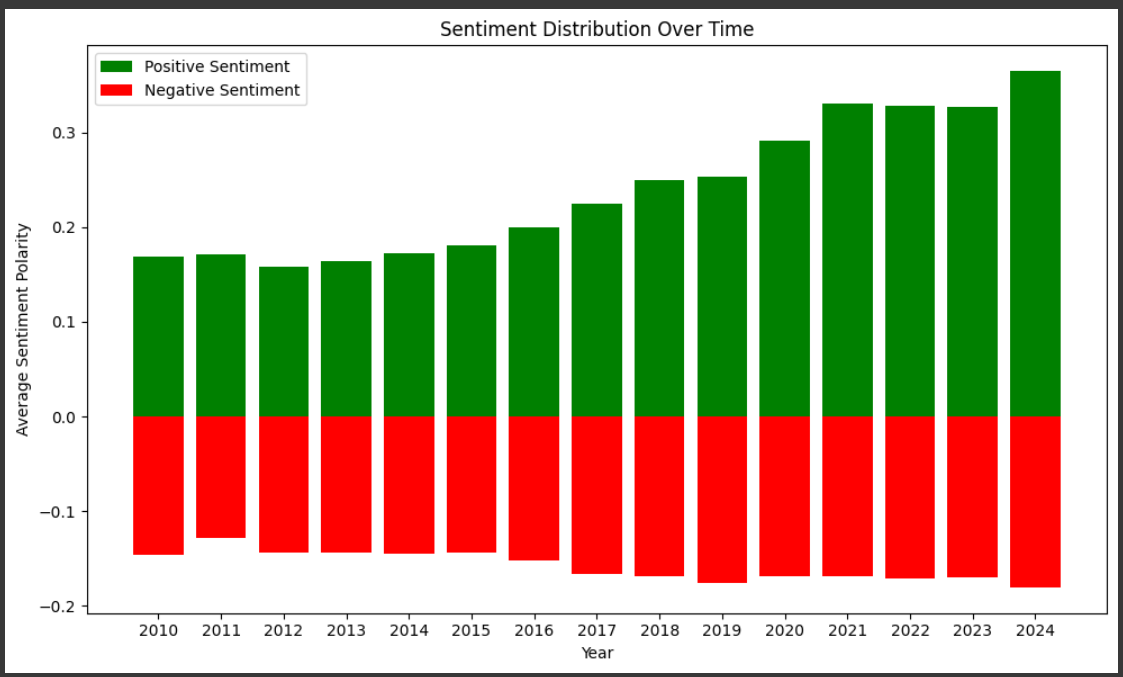 Sentiment Distribution Over Time
Positive Sentiment
Negative Sentiment
Average Sentiment Polarity
0.3
0.2
0.1
0.0
−0.1
−0.2
2010 2011 2012 2013 2014 2015 2016 2017 2018 2019 2020 2021 2022 2023 2024
Year